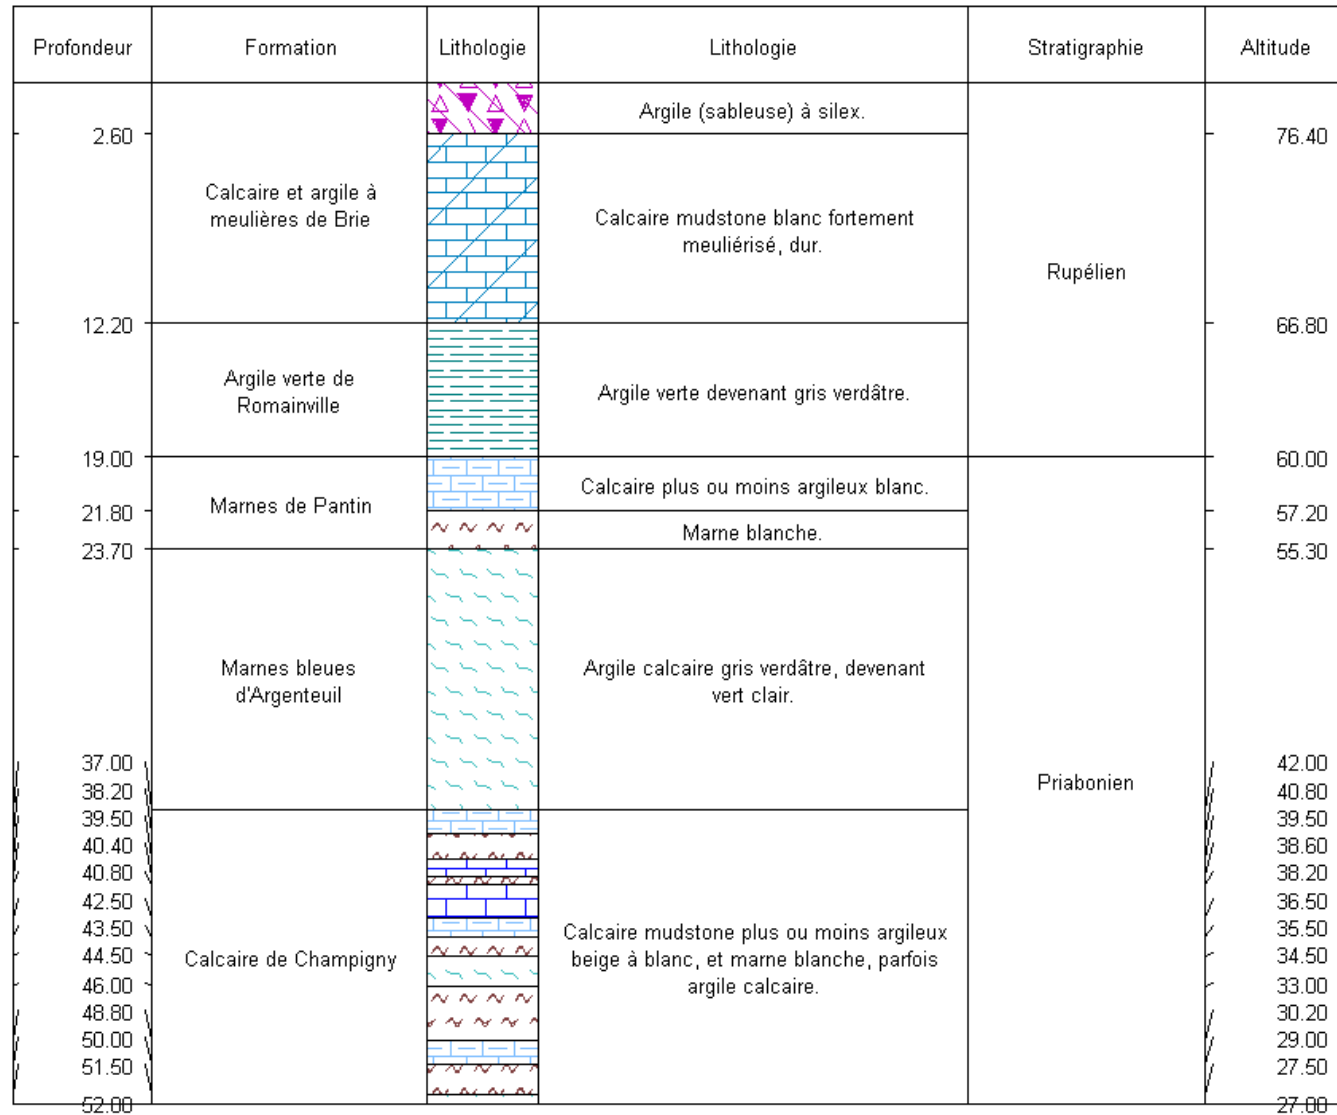 Profondeur Formation Lithologie Lithologie Stratigraphie Altitude
Argile (sableuse) à silex.
2.60 76.40
Calcaire et argile à
meulières de Brie
Calcaire mudstone blanc fortement
meuliérisé, dur.
Rupélien
12.20 66.80
Argile verte de
Romainville
Argile verte devenant gris verdâtre.
19.00 60.00
Calcaire plus ou moins argileux blanc.
Marnes de Pantin
21.80 57.20
Marne blanche.
23.70 55.30
Marnes bleues
d'Argenteuil
Argile calcaire gris verdâtre, devenant
vert clair.
Priabonien
37.00 42.00
38.20 40.80
39.50 39.50
40.40 38.60
40.80 38.20
42.50 36.50
43.50 35.50
Calcaire de Champigny
Calcaire mudstone plus ou moins argileux
beige à blanc, et marne blanche, parfois
argile calcaire.
44.50 34.50
46.00 33.00
48.80 30.20
50.00 29.00
51.50 27.50
52.00 27.00